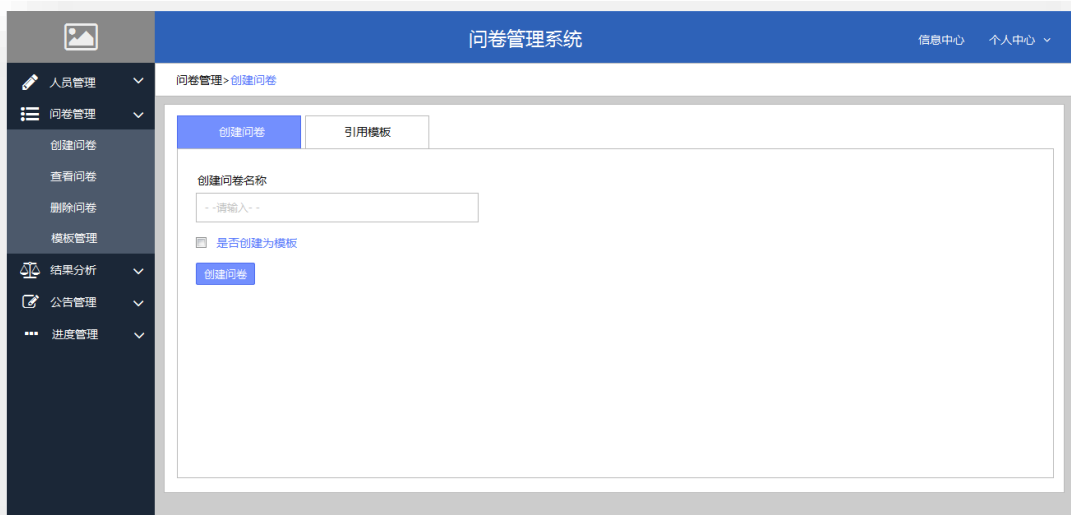 问卷管理系统
信息中心 个人中心
人员管理
问卷管理>创建问卷
问卷管理
创建问卷
查看问卷
删除问卷
模板管理
结果分析
公告管理
进度管理
创建问卷 引用模板
创建问卷名称
- -请输入- -
是否创建为模板
创建问卷